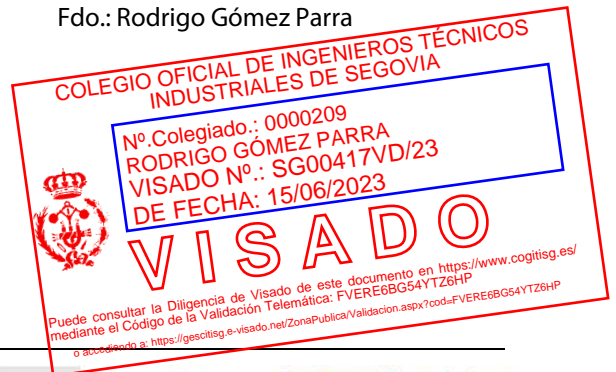 Fdo.: Rodrigo Gómez Parra
COLEGIO OFICIAL DE INGENIEROS TÉCNICOS
INDUSTRIALES DE SEGOVIA
Nº.Colegiado.: 0000209
RODRIGO GÓMEZ PARRA
VISADO Nº.: SG00417VD/23
DE FECHA: 15/06/2023
VISADO
Puede consultar la Diligencia de Visado de este documento en https://www.cogitisg.es/
mediante el Código de la Validación Telemática: FVERE6BG54YTZ6HP
o accediendo a: https://gescitisg.e-visado.net/ZonaPublica/Validacion.aspx?cod=FVERE6BG54YTZ6HP